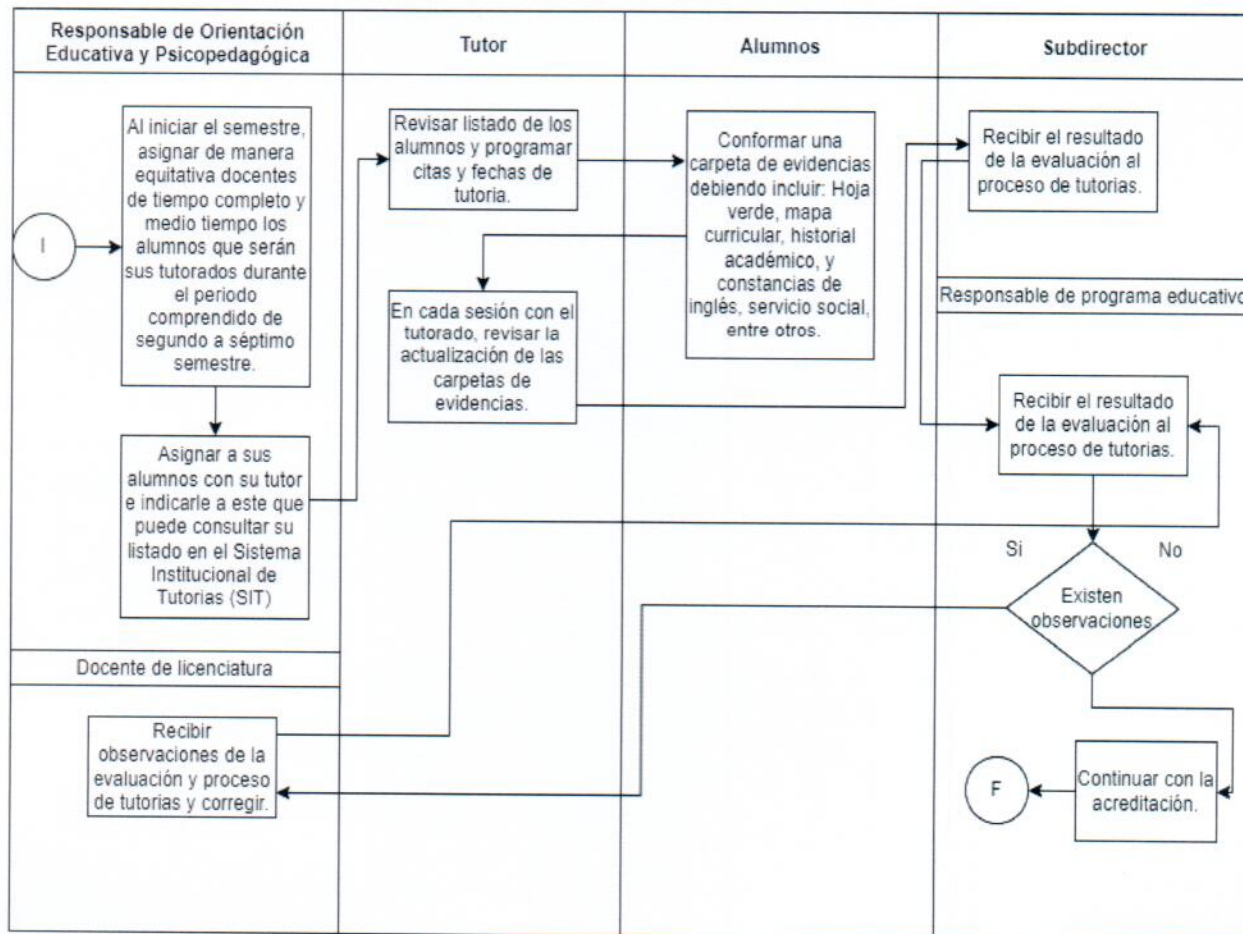 Responsable de Orientación
Educativa y Psicopedagógica
Tutor
Alumnos
Subdirector
I
Al iniciar el semestre,
asignar de manera
equitativa docentes
de tiempo completo y
medio tiempo los
alumnos que serán
sus tutorados durante
el periodo
comprendido de
segundo a séptimo
semestre.
Asignar a sus
alumnos con su tutor
e indicarle a este que
puede consultar su
listado en el Sistema
Institucional de
Tutorias (SIT)
Docente de licenciatura
Recibir
observaciones de la
evaluación y proceso
de tutorias y corregir.
Revisar listado de los
alumnos y programar
citas y fechas de
tutoria.
En cada sesión con el
tutorado, revisar la
actualización de las
carpetas de
evidencias.
Conformar una
carpeta de evidencias
debiendo incluir: Hoja
verde, mapa
curricular, historial
académico, y
constancias de
inglés, servicio social,
entre otros.
Recibir el resultado
de la evaluación al
proceso de tutorias.
Responsable de programa educativo
Recibir el resultado
de la evaluación al
proceso de tutorias.
Si
No
Existen
observaciones
Continuar con la
acreditación.
F